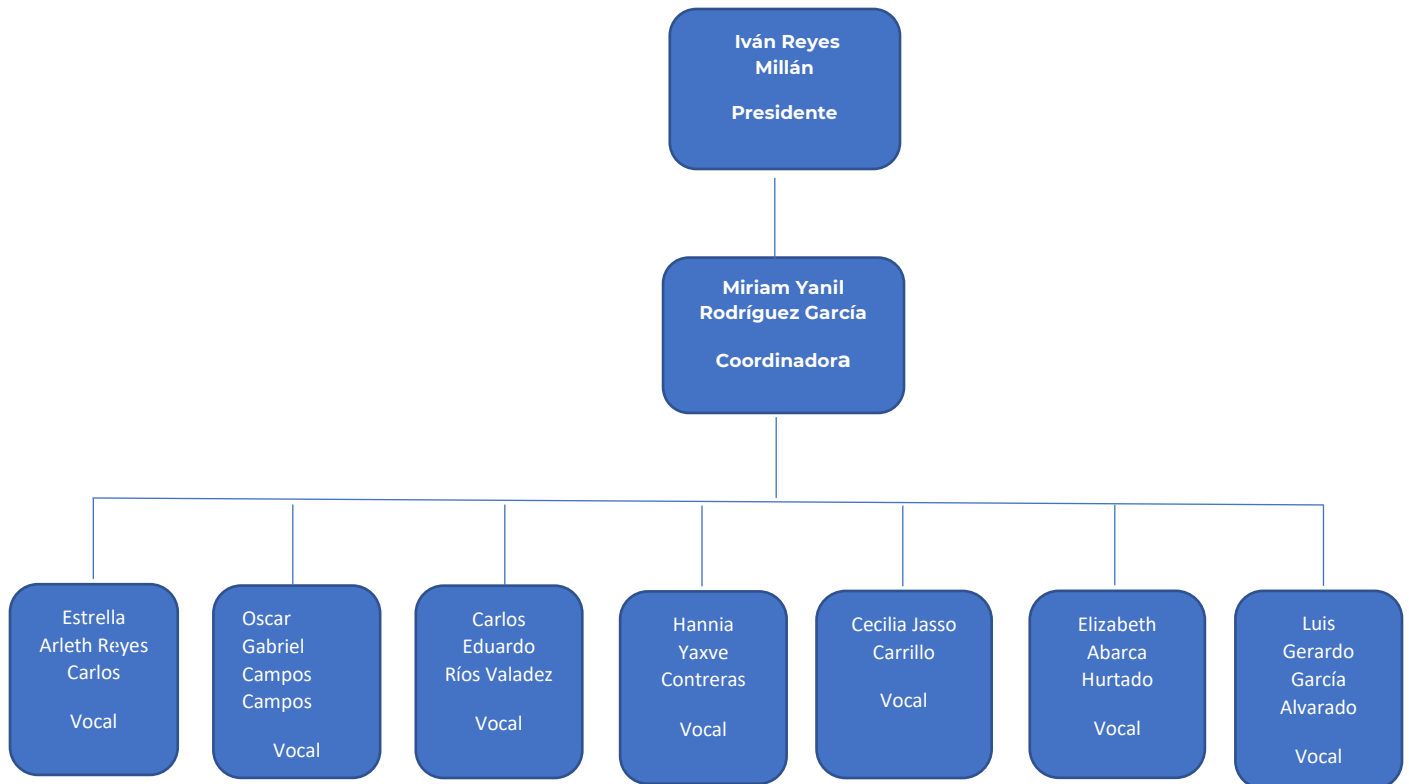 Iván Reyes
Millán
Presidente
Miriam Yanil
Rodríguez García
Coordinadora
Estrella
Arleth Reyes
Carlos
Vocal
Oscar
Gabriel
Campos
Campos
Vocal
Carlos
Eduardo
Ríos Valadez
Vocal
Hannia
Yaxve
Contreras
Vocal
Cecilia Jasso
Carrillo
Vocal
Elizabeth
Abarca
Hurtado
Vocal
Luis
Gerardo
García
Alvarado
Vocal